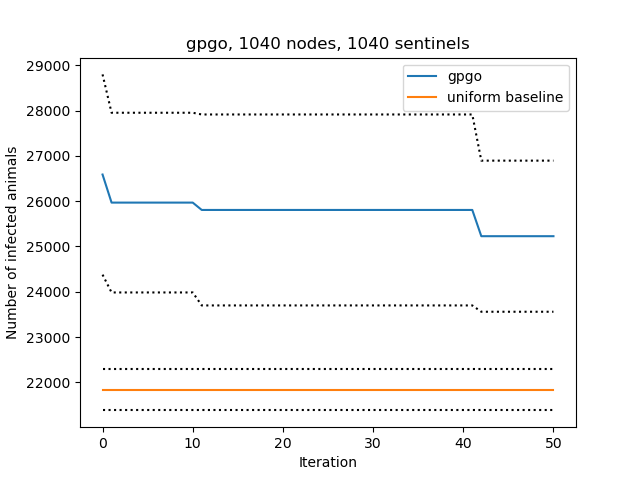 gpgo, 1040 nodes, 1040 sentinels
gpgo
uniform baseline
Number of infected animals
29000
28000
27000
26000
25000
24000
23000
22000
0 10 20 30 40 50
Iteration